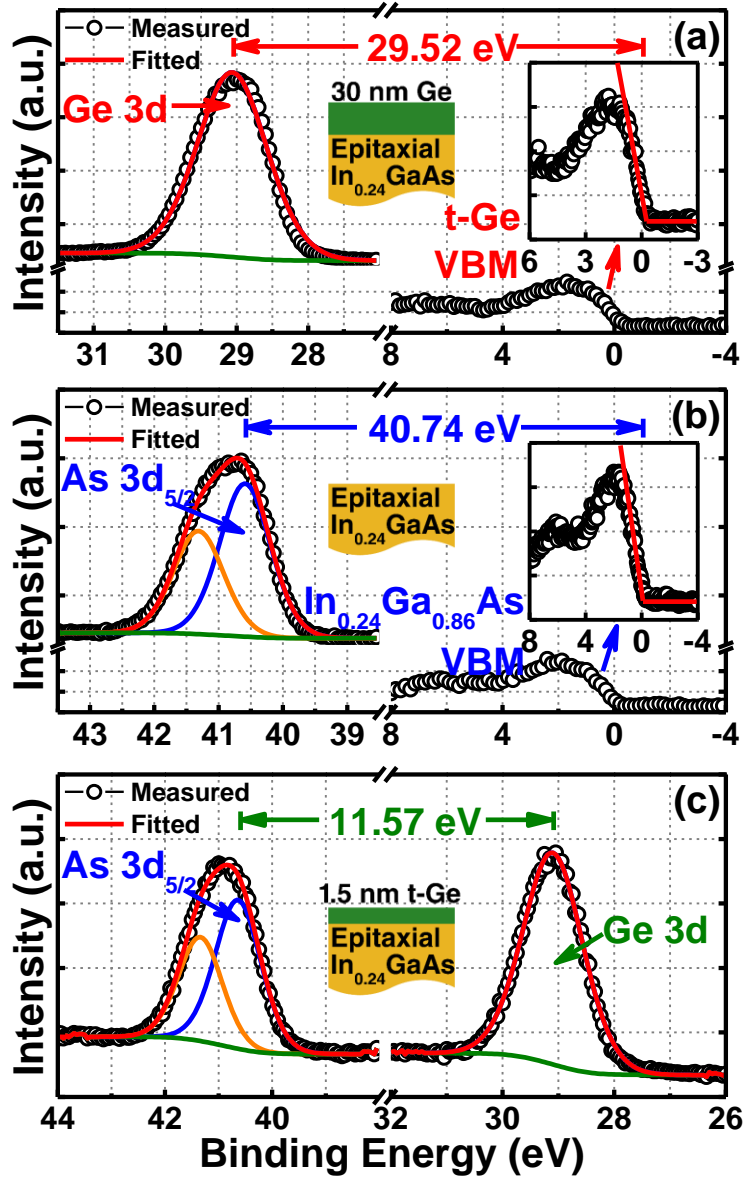 Measured
Fitted
(a)
29.52 eV
Ge 3d
30 nm Ge
Epitaxial
In0.24GaAs
t-Ge
VBM
6 3 0 -3
Intensity (a.u.)
31 30 29 28 8 4 0 -4
Measured
Fitted
(b)
40.74 eV
As 3d5/2
Epitaxial
In0.24GaAs
In0.24Ga0.86As
VBM
8 4 0 -4
Intensity (a.u.)
43 42 41 40 39 8 4 0 -4
Measured
Fitted
(c)
11.57 eV
As 3d5/2
1.5 nm t-Ge
Epitaxial
In0.24GaAs
Ge 3d
Intensity (a.u.)
44 42 40 32 30 28 26
Binding Energy (eV)